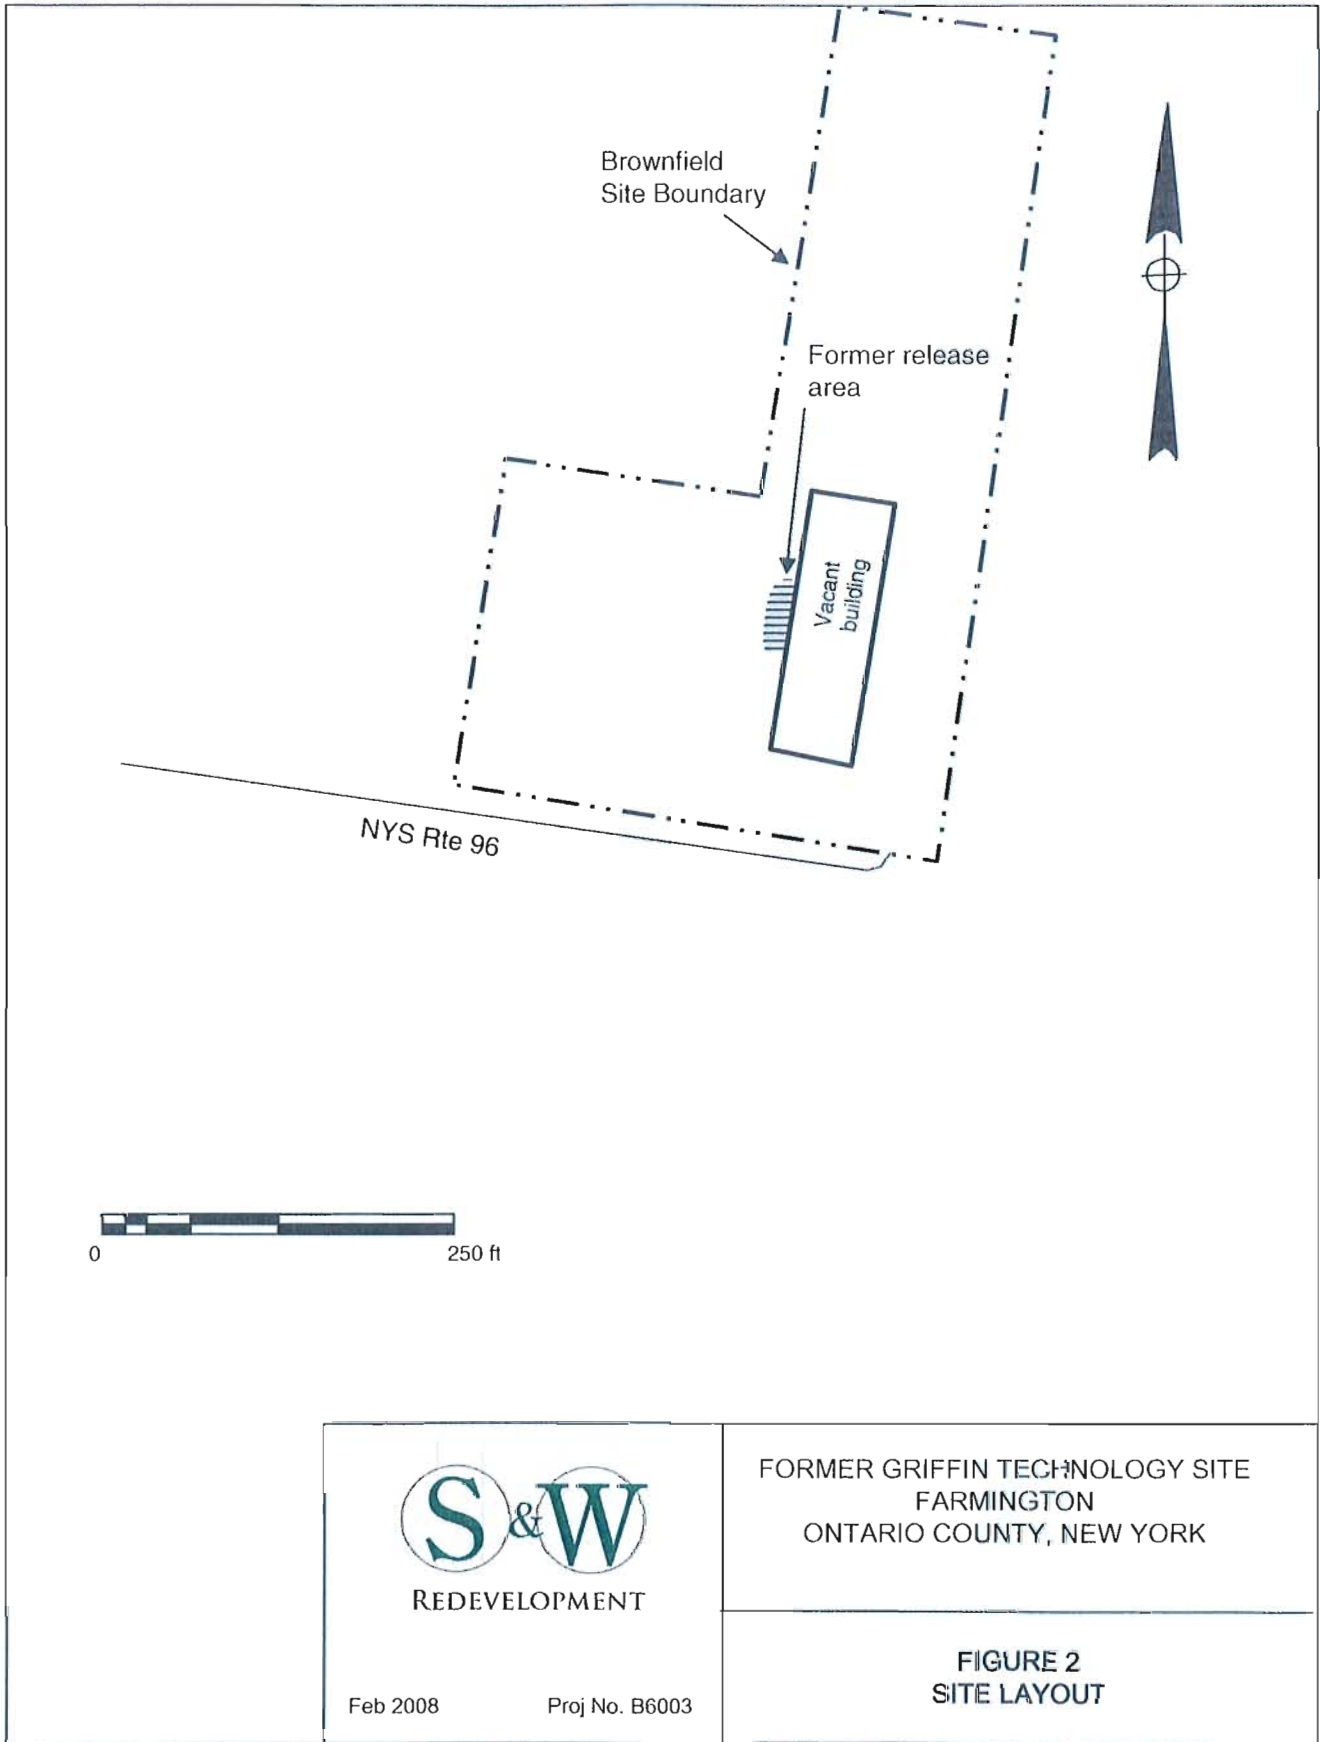 Brownfield
Site Boundary
Former release
area
Vacant
building
NYS Rte 96
0
250 ft
S&W
REDEVELOPMENT
Feb 2008
Proj No. B6003
FORMER GRIFFIN TECHNOLOGY SITE
FARMINGTON
ONTARIO COUNTY, NEW YORK
FIGURE 2
SITE LAYOUT